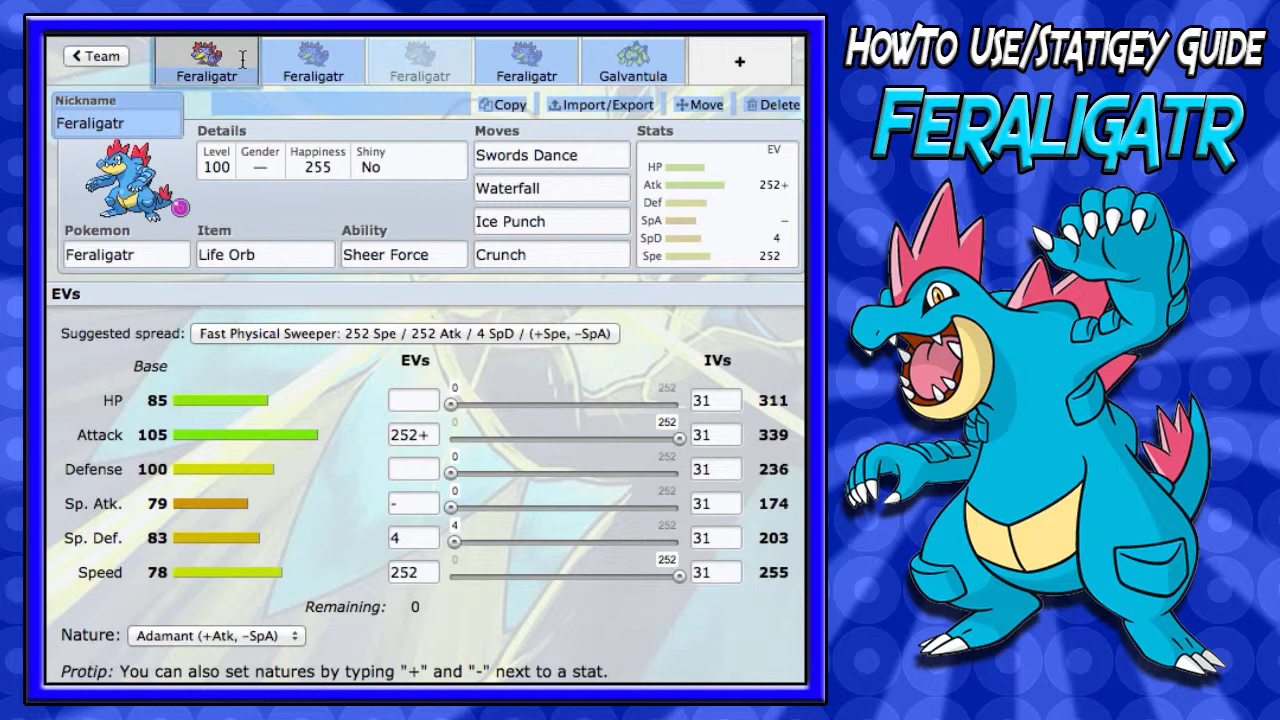 HowTo Use/Statigey Guide
Feraligatr
Team
Feraligatr
Feraligatr
Feraligatr
Feraligatr
Galvantula
+
Nickname
Feraligatr
Copy
Import/Export
Move
Delete
Details
Level Gender Happiness Shiny
100 — 255 No
Pokemon
Feraligatr
Item
Life Orb
Ability
Sheer Force
Moves
Swords Dance
Waterfall
Ice Punch
Crunch
Stats
EV
HP
Atk 252+
Def
SpA –
SpD 4
Spe 252
EVs
Suggested spread: Fast Physical Sweeper: 252 Spe / 252 Atk / 4 SpD / (+Spe, −SpA)
Base EVs IVs
HP 85 0 252 31 311
Attack 105 252+ 252 31 339
Defense 100 0 252 31 236
Sp. Atk. 79 - 0 252 31 174
Sp. Def. 83 4 4 252 31 203
Speed 78 252 0 252 31 255
Remaining: 0
Nature: Adamant (+Atk, −SpA)
Protip: You can also set natures by typing "+" and "-" next to a stat.